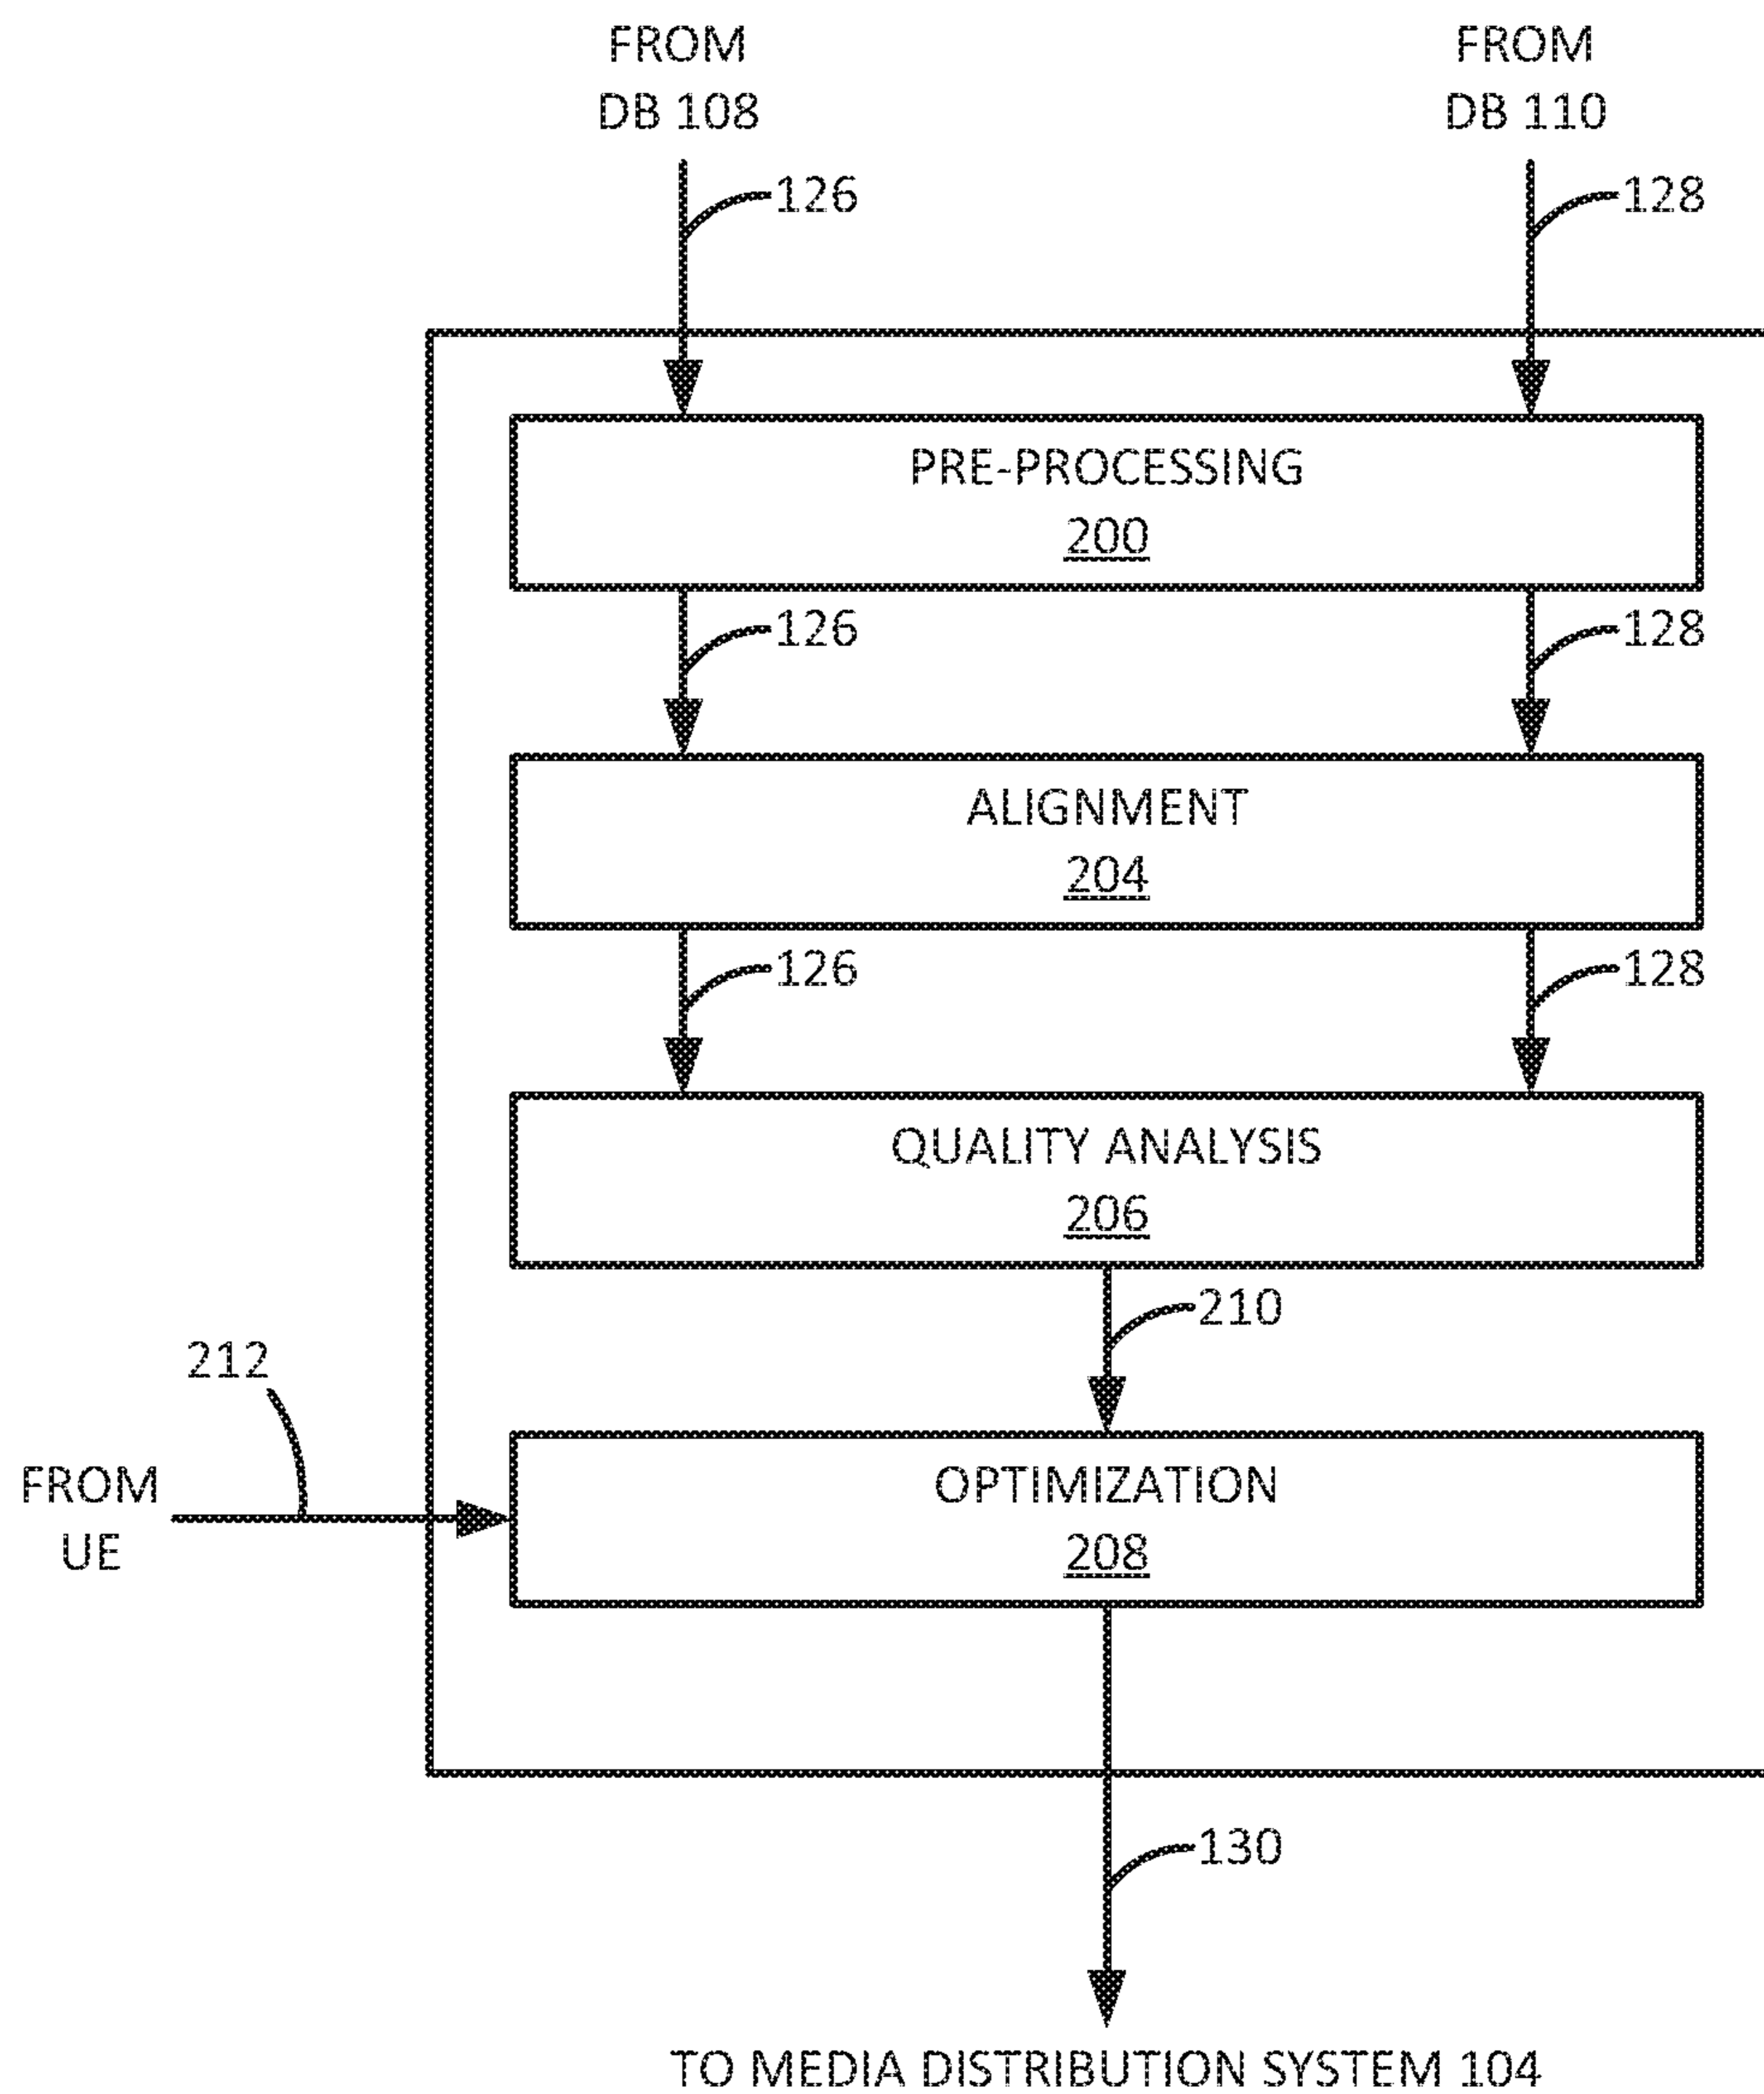 FROM
DB 108
FROM
DB 110
126
128
PRE-PROCESSING
200
126
128
ALIGNMENT
204
126
128
QUALITY ANALYSIS
206
210
212
FROM
UE
OPTIMIZATION
208
130
TO MEDIA DISTRIBUTION SYSTEM 104